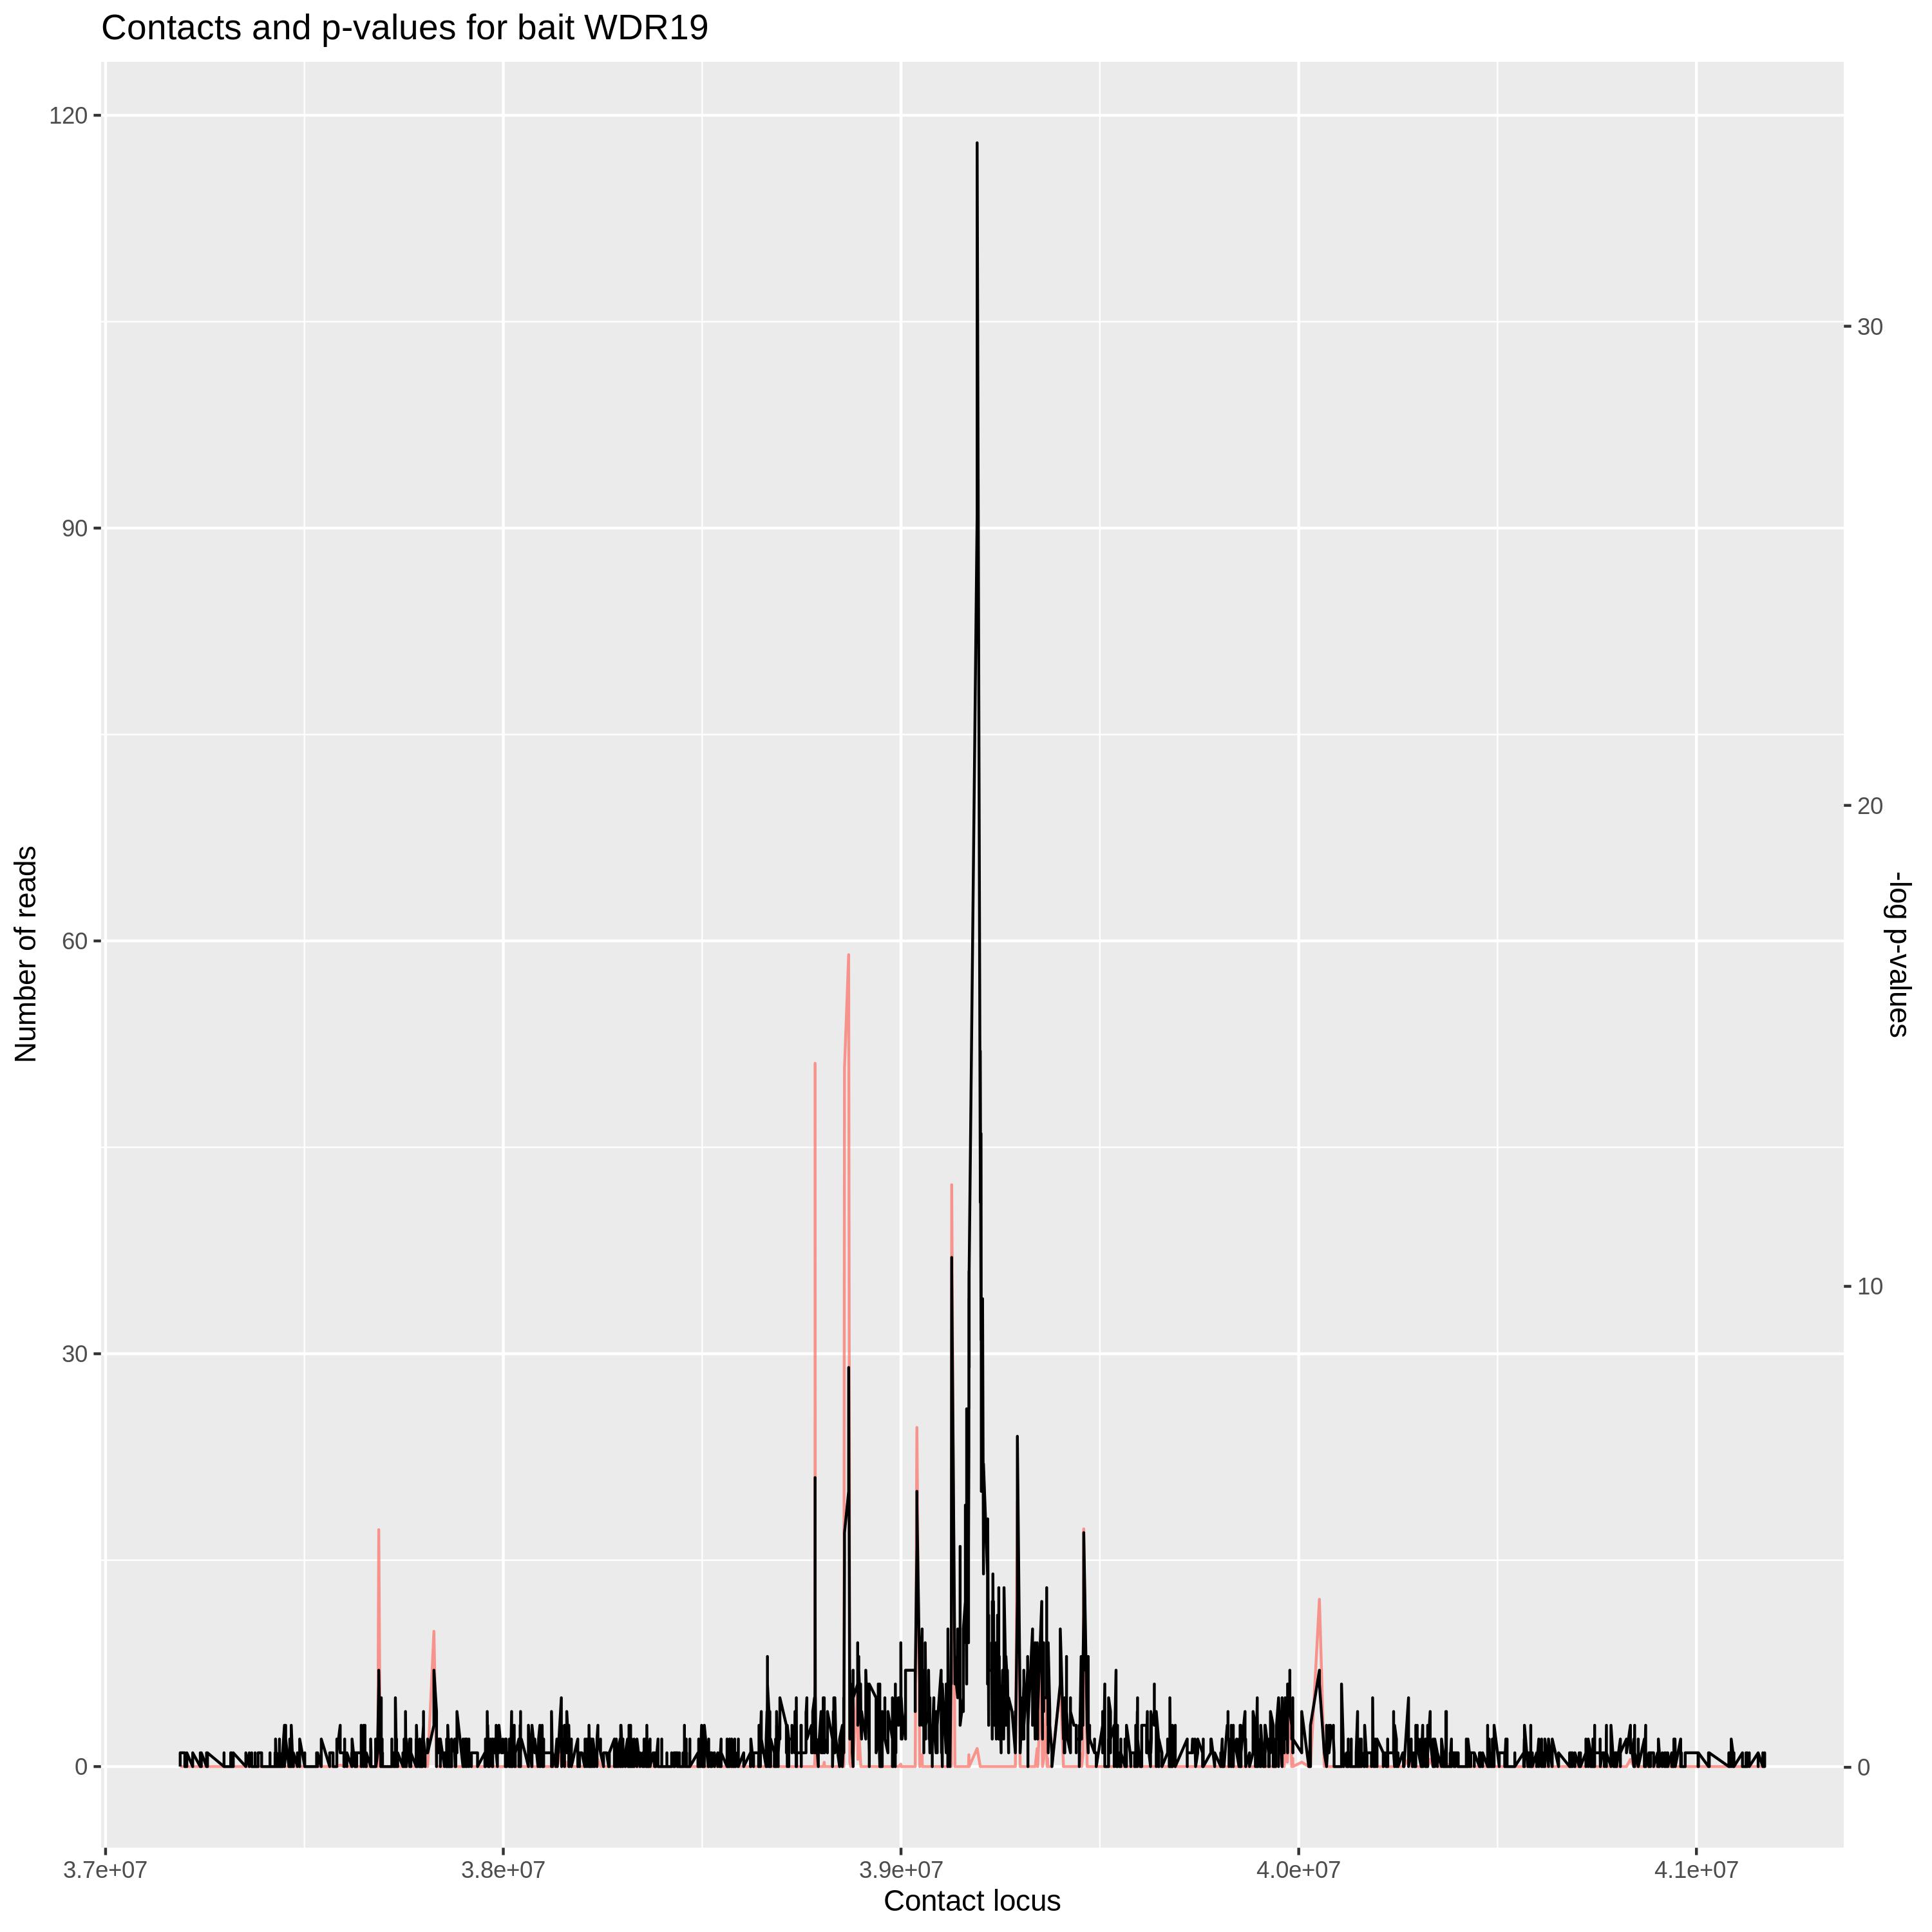 Contacts and p-values for bait WDR19
120
90
60
30
0
30
20
10
0
Number of reads
-log p-values
3.7e+07
3.8e+07
3.9e+07
4.0e+07
4.1e+07
Contact locus